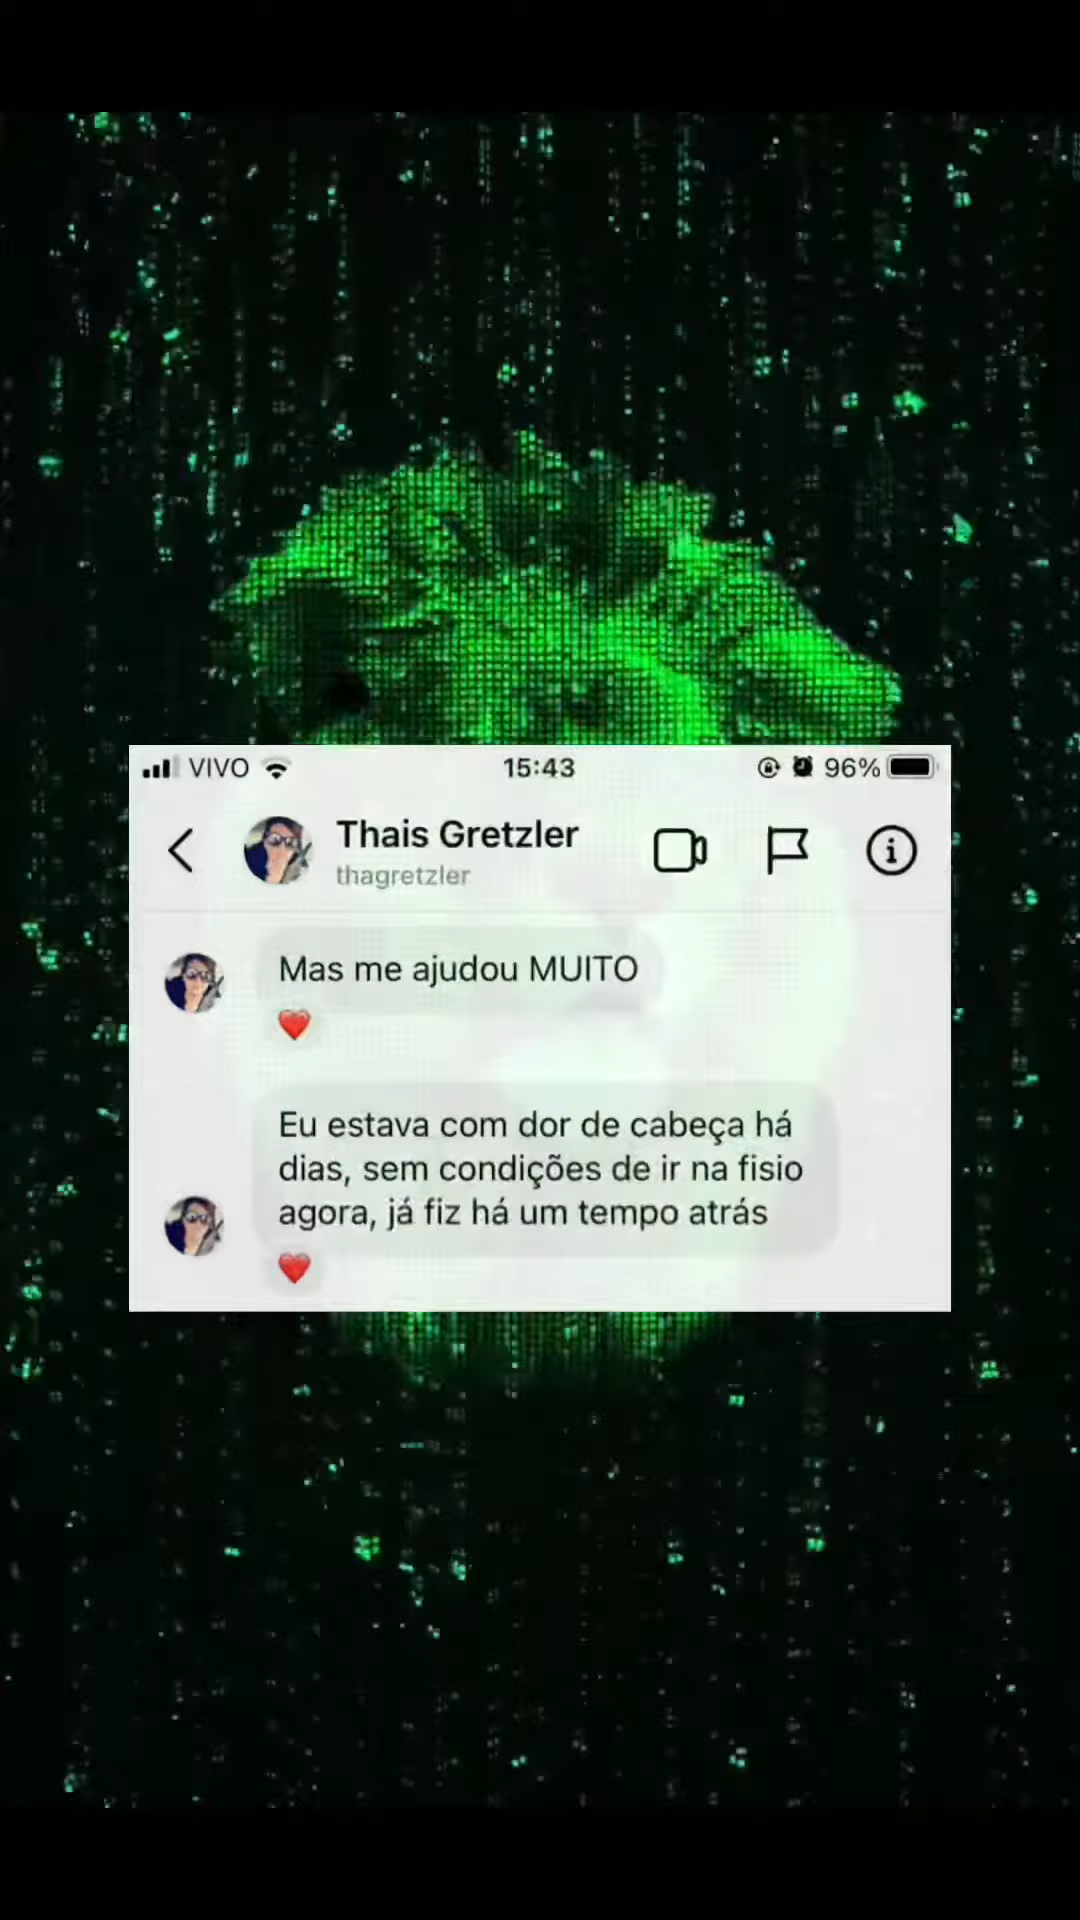 VIVO 15:43 96%
Thais Gretzler
thagretzler
Mas me ajudou MUITO
Eu estava com dor de cabeça há
dias, sem condições de ir na fisio
agora, já fiz há um tempo atrás